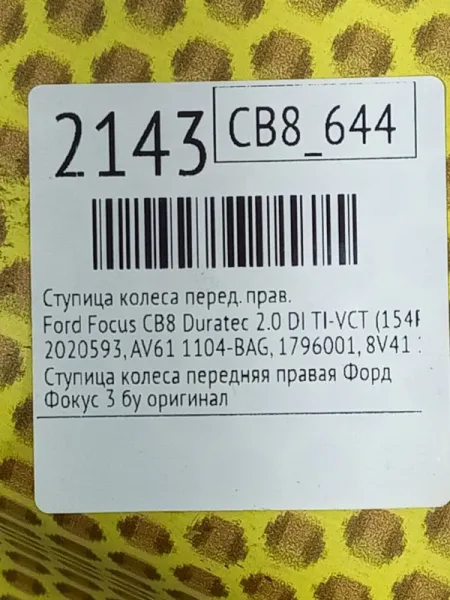 2143
CB8_644
Ступица колеса перед. прав.
Ford Focus CB8 Duratec 2.0 DI TI-VCT (154
2020593, AV61 1104-BAG, 1796001, 8V41
Ступица колеса передняя правая Форд
Фокус 3 бу оригинал